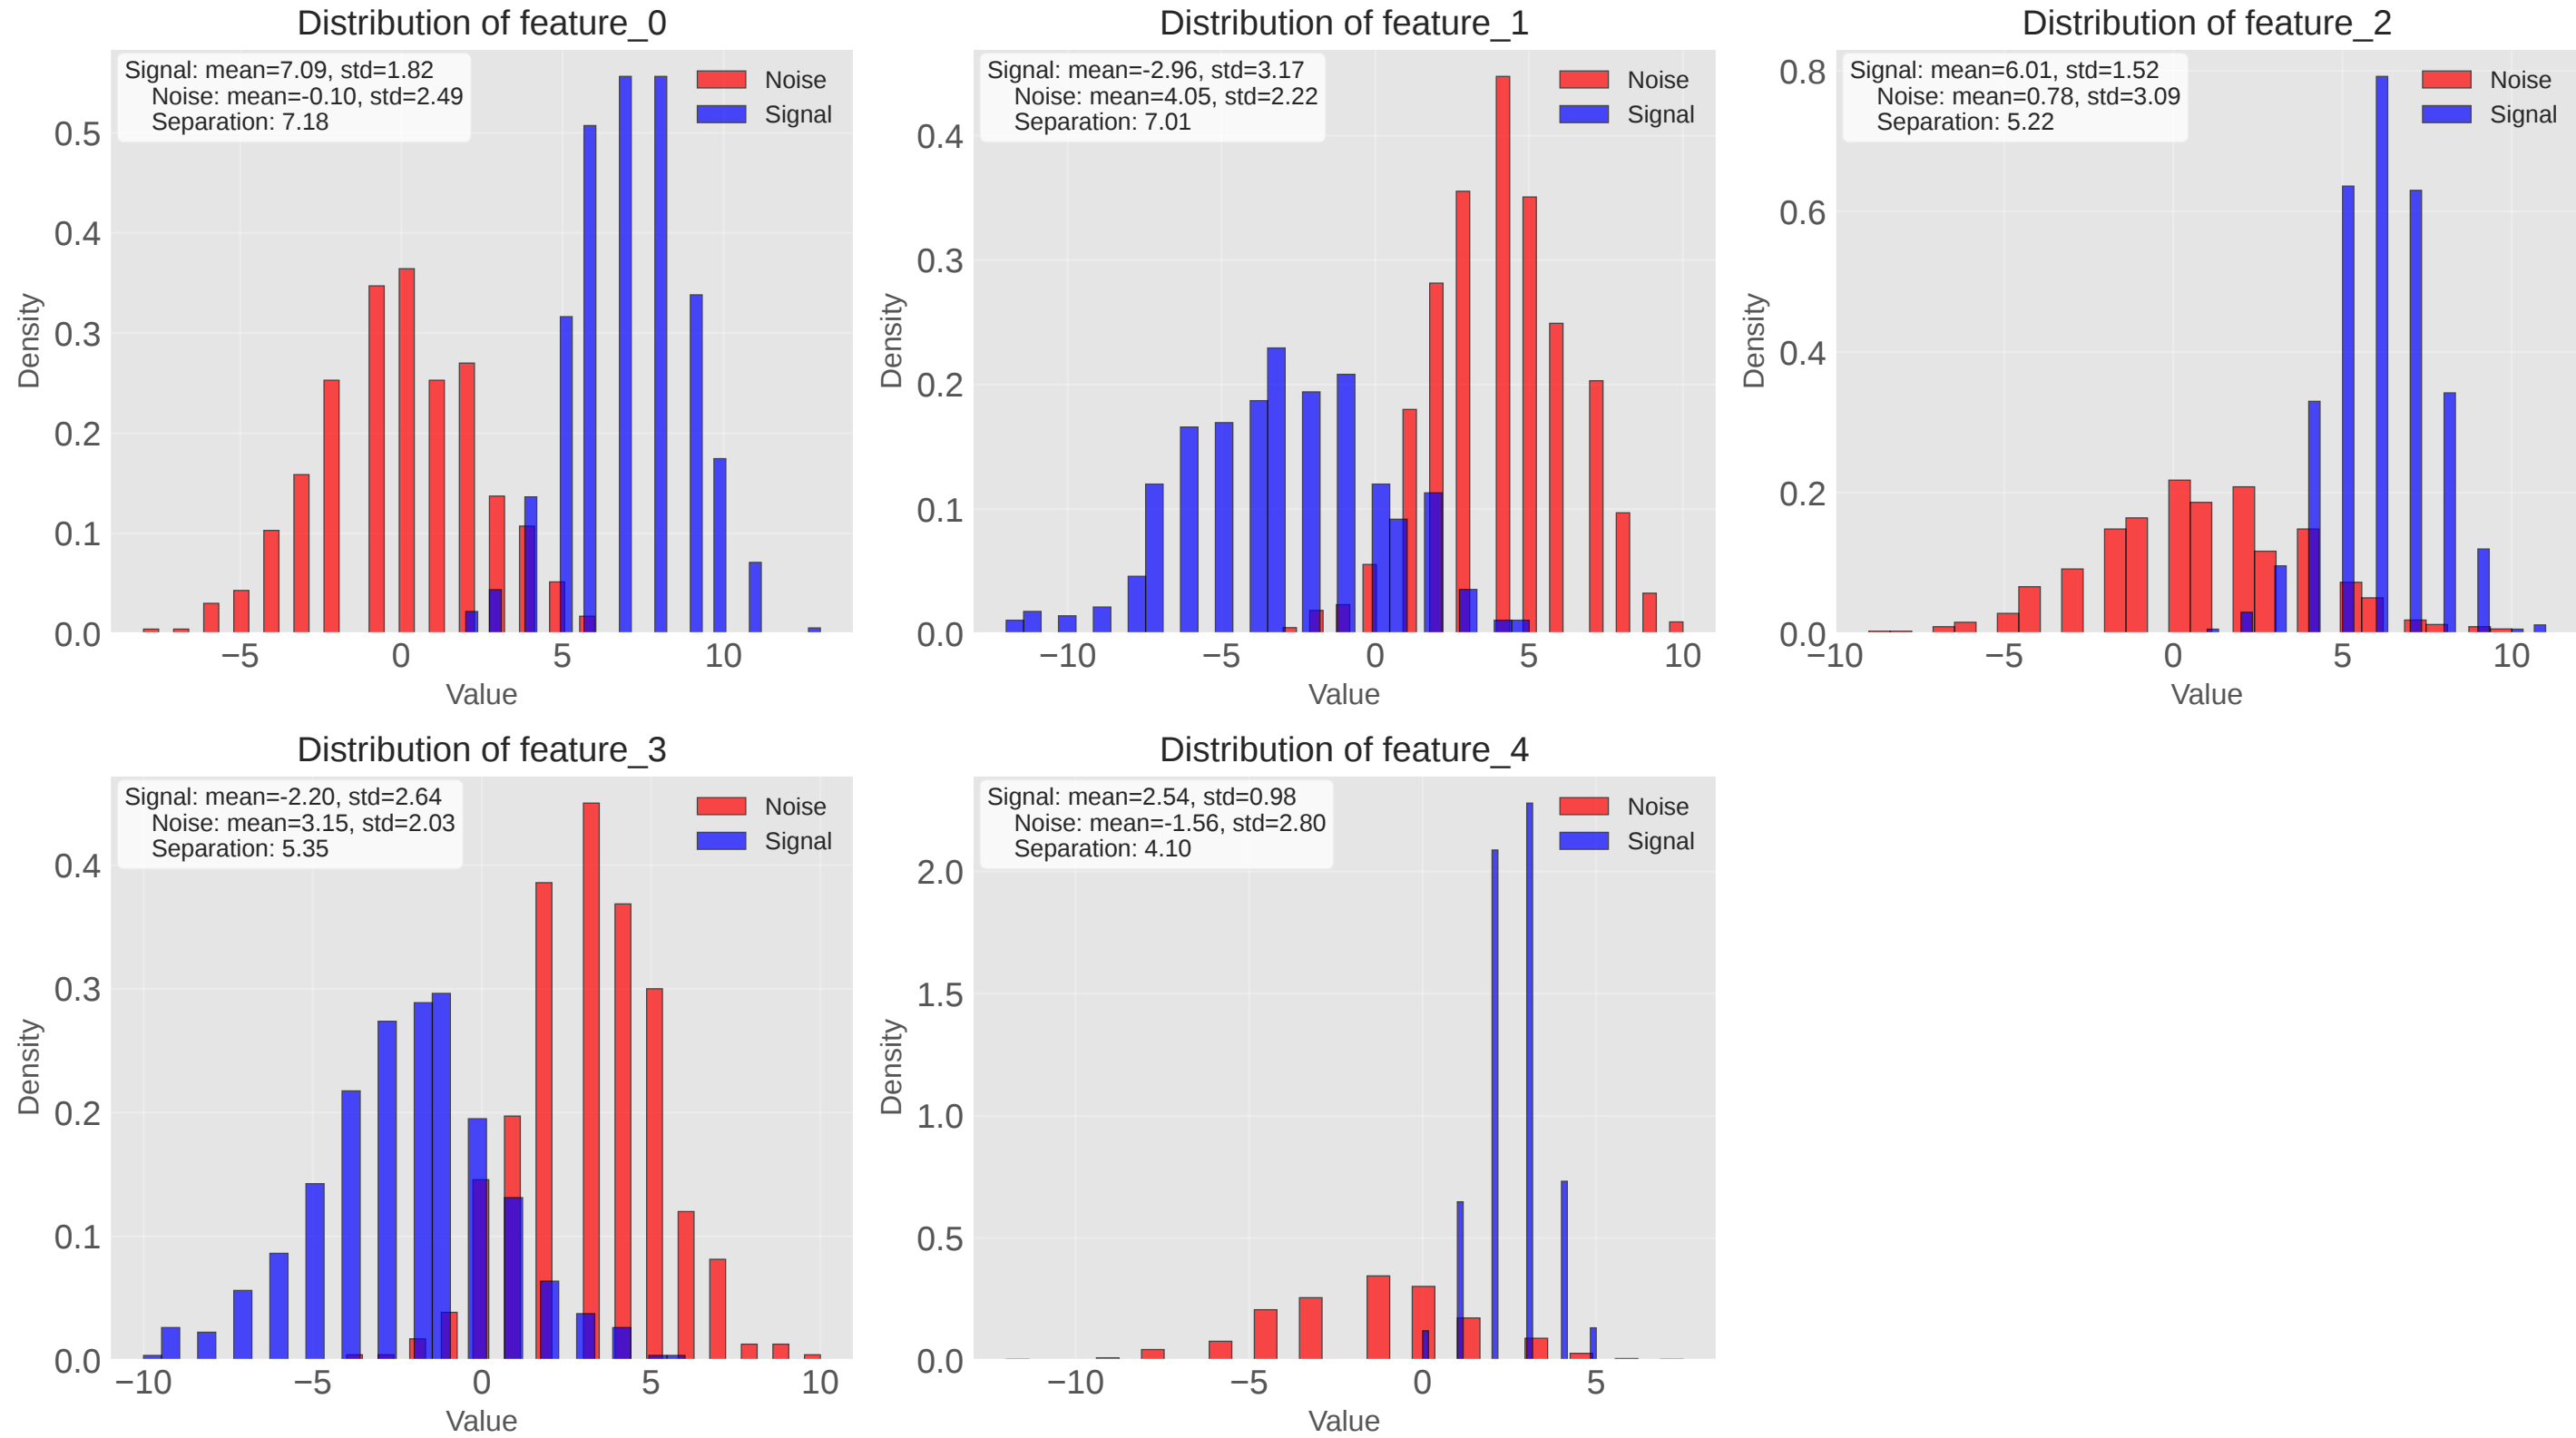 Distribution of feature_0
Signal: mean=7.09, std=1.82
Noise: mean=-0.10, std=2.49
Separation: 7.18
Noise
Signal
0.5
0.4
0.3
0.2
0.1
0.0
Density
−5
0
5
10
Value
Distribution of feature_1
Signal: mean=-2.96, std=3.17
Noise: mean=4.05, std=2.22
Separation: 7.01
Noise
Signal
0.4
0.3
0.2
0.1
0.0
Density
−10
−5
0
5
10
Value
Distribution of feature_2
Signal: mean=6.01, std=1.52
Noise: mean=0.78, std=3.09
Separation: 5.22
Noise
Signal
0.8
0.6
0.4
0.2
0.0
Density
−10
−5
0
5
10
Value
Distribution of feature_3
Signal: mean=-2.20, std=2.64
Noise: mean=3.15, std=2.03
Separation: 5.35
Noise
Signal
0.4
0.3
0.2
0.1
0.0
Density
−10
−5
0
5
10
Value
Distribution of feature_4
Signal: mean=2.54, std=0.98
Noise: mean=-1.56, std=2.80
Separation: 4.10
Noise
Signal
2.0
1.5
1.0
0.5
0.0
Density
−10
−5
0
5
Value